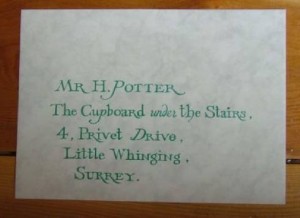 Mr H. Potter
The Cupboard under the Stairs,
4, Privet Drive,
Little Whinging,
Surrey.